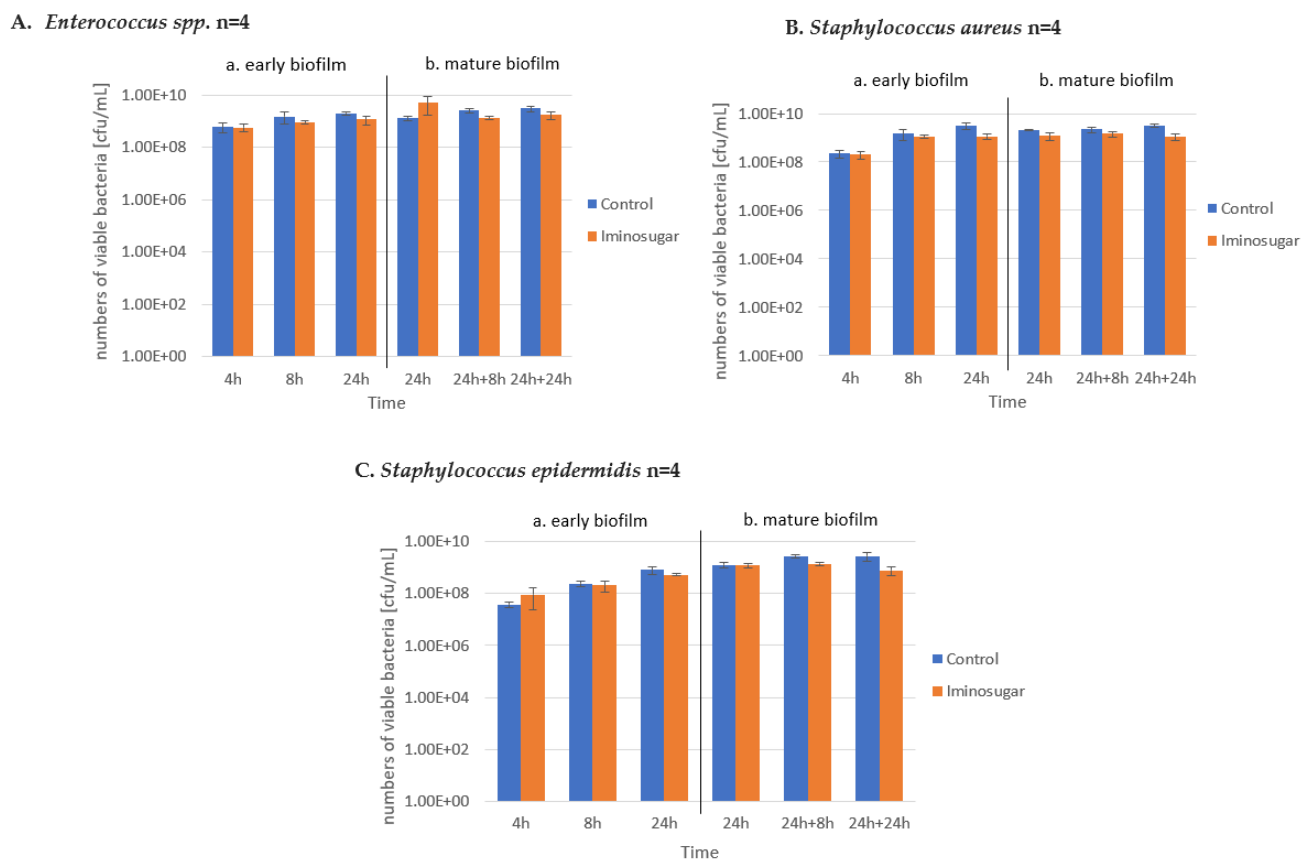 A. Enterococcus spp. n=4
a. early biofilm
b. mature biofilm
numbers of viable bacteria [cfu/mL]
1.00E+10
1.00E+08
1.00E+06
1.00E+04
1.00E+02
1.00E+00
4h 8h 24h 24h 24h+8h 24h+24h
Time
Control
Iminosugar
B. Staphylococcus aureus n=4
a. early biofilm
b. mature biofilm
numbers of viable bacteria [cfu/mL]
1.00E+10
1.00E+08
1.00E+06
1.00E+04
1.00E+02
1.00E+00
4h 8h 24h 24h 24h+8h 24h+24h
Time
Control
Iminosugar
C. Staphylococcus epidermidis n=4
a. early biofilm
b. mature biofilm
numbers of viable bacteria [cfu/mL]
1.00E+10
1.00E+08
1.00E+06
1.00E+04
1.00E+02
1.00E+00
4h 8h 24h 24h 24h+8h 24h+24h
Time
Control
Iminosugar